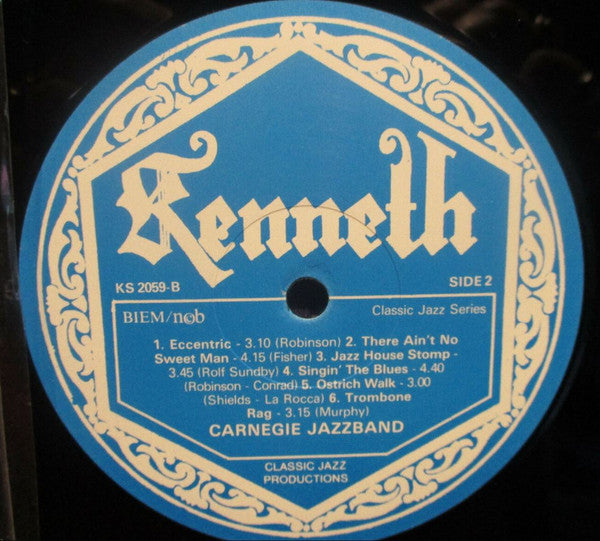 Kenneth
KS 2059-B
SIDE 2
BIEM/ncb
Classic Jazz Series
1. Eccentric - 3.10 (Robinson) 2. There Ain't No
Sweet Man - 4.15 (Fisher) 3. Jazz House Stomp -
3.45 (Rolf Sundby) 4. Singin' The Blues - 4.40
(Robinson - Conrad) 5. Ostrich Walk - 3.00
(Shields - La Rocca) 6. Trombone
Rag - 3.15 (Murphy)
CARNEGIE JAZZBAND
CLASSIC JAZZ
PRODUCTIONS